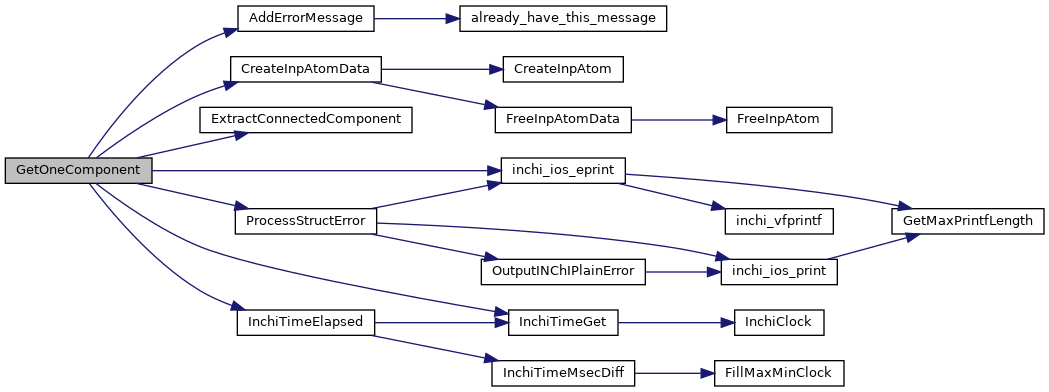 AddErrorMessage
already_have_this_message
CreateInpAtomData
CreateInpAtom
ExtractConnectedComponent
FreeInpAtomData
FreeInpAtom
GetOneComponent
inchi_ios_eprint
ProcessStructError
inchi_vfprintf
GetMaxPrintfLength
OutputINChIPlainError
inchi_ios_print
InchiTimeElapsed
InchiTimeGet
InchiClock
InchiTimeMsecDiff
FillMaxMinClock